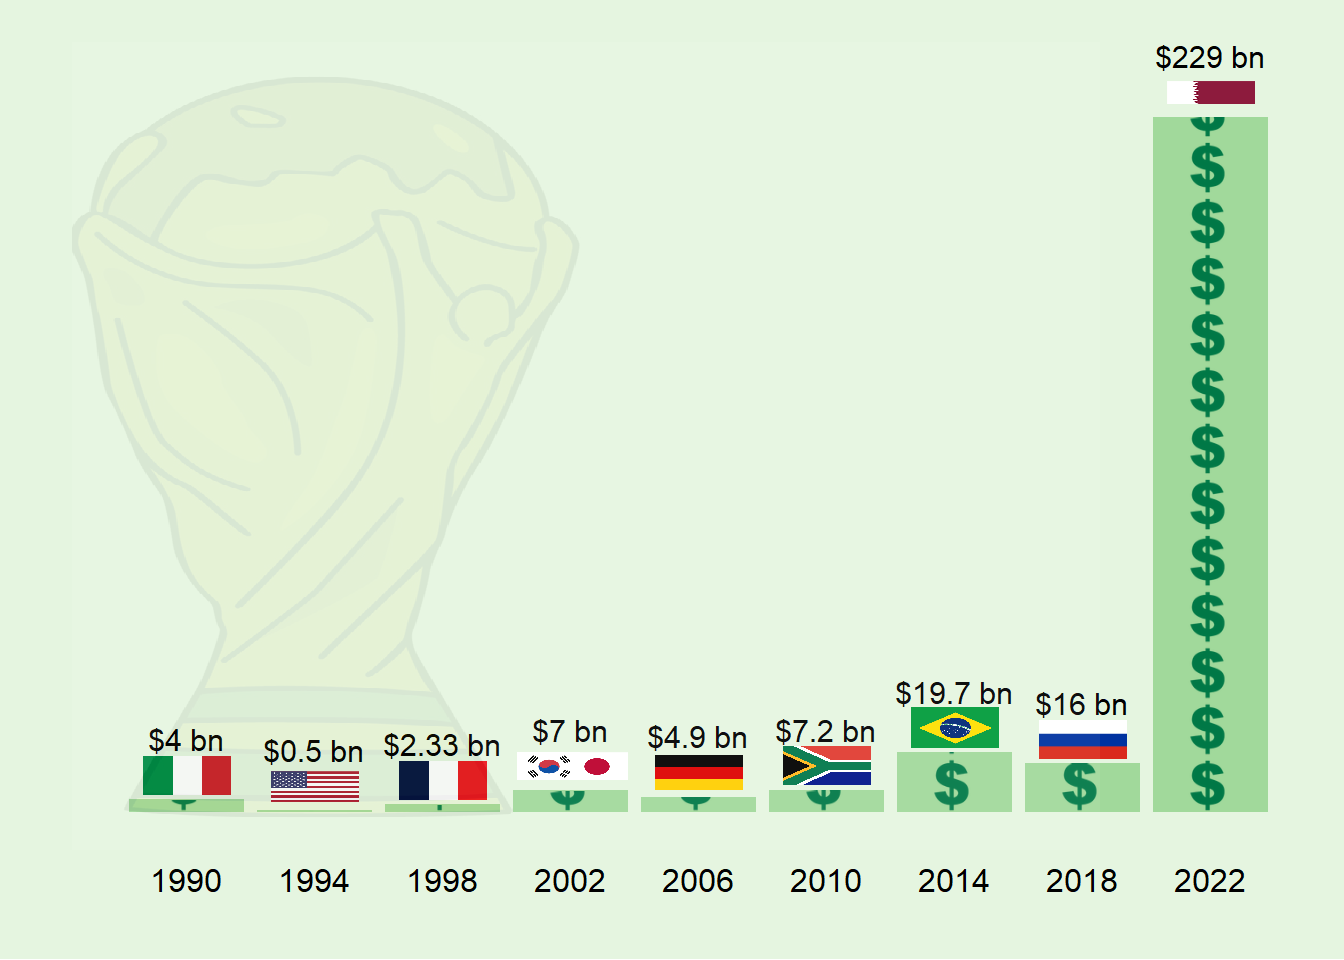 $229 bn
$19.7 bn
$16 bn
$4 bn
$0.5 bn
$2.33 bn
$7 bn
$4.9 bn
$7.2 bn
1990
1994
1998
2002
2006
2010
2014
2018
2022